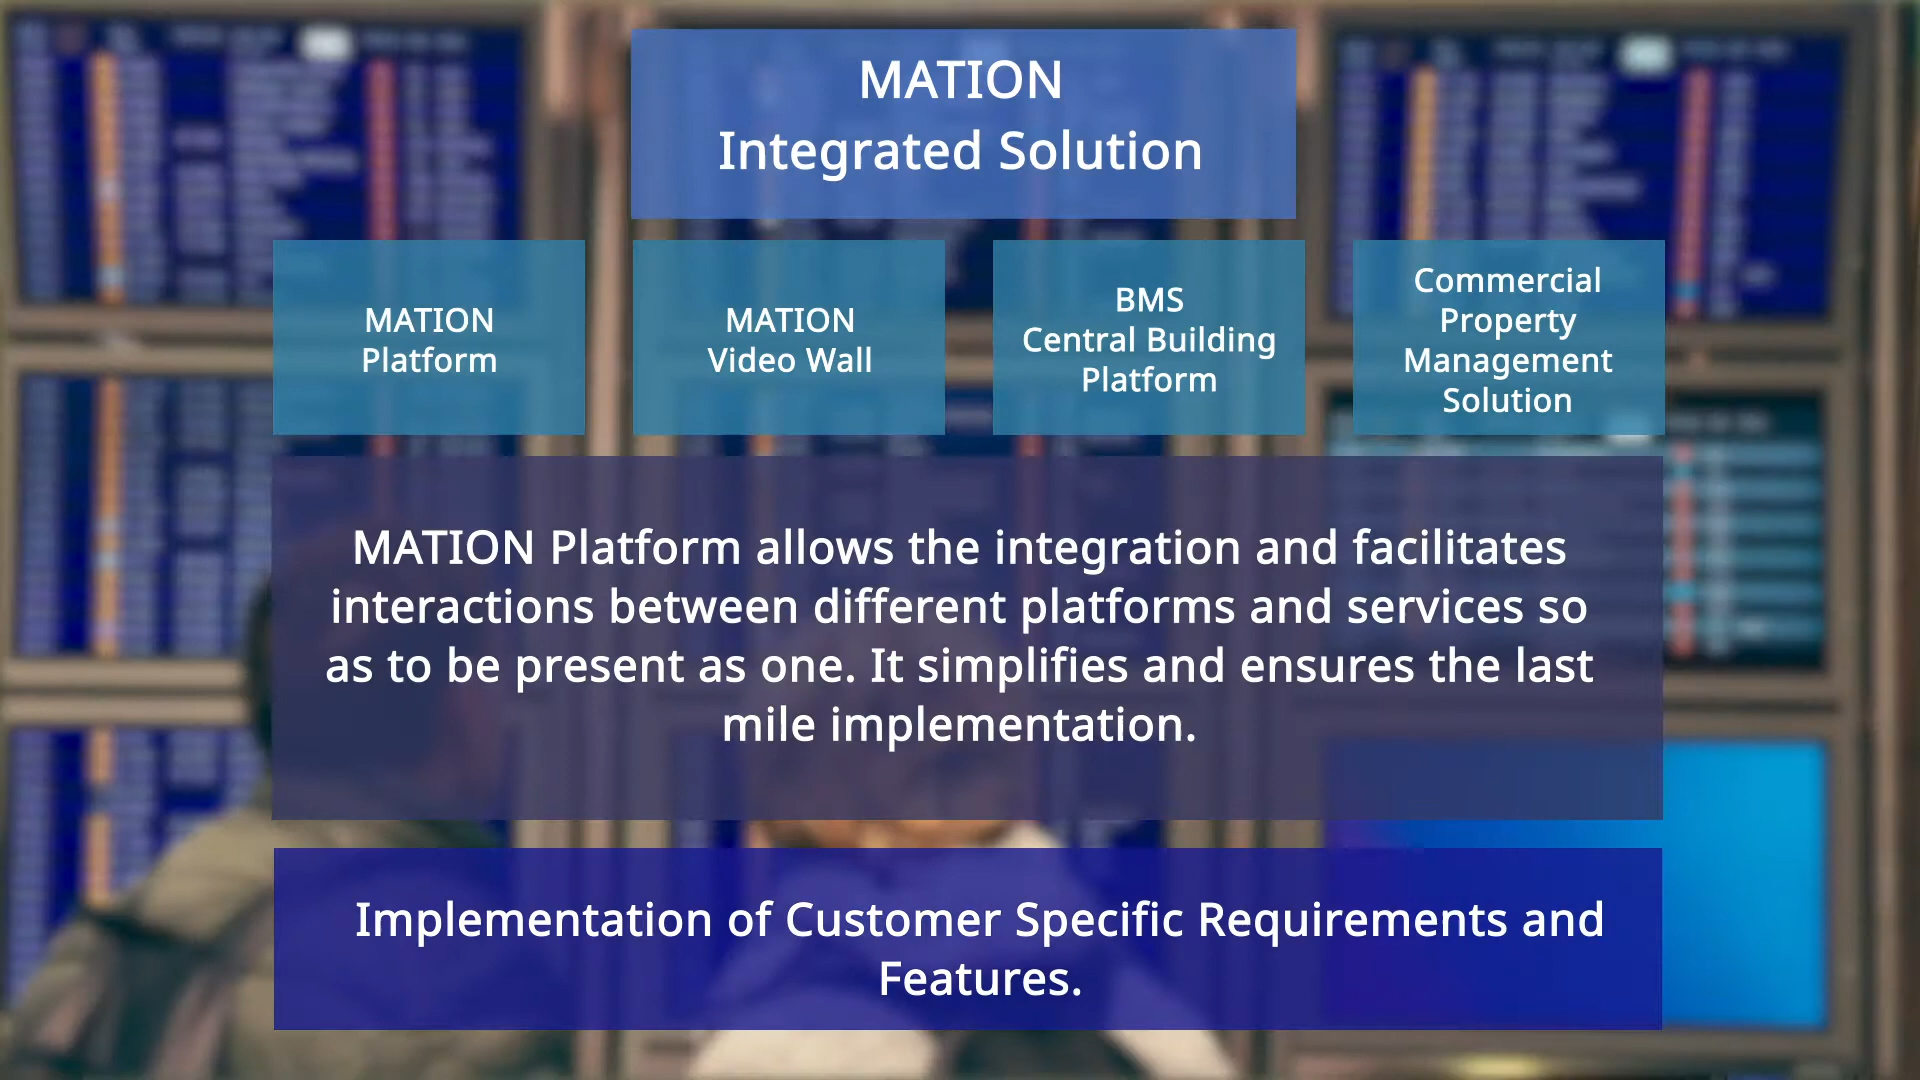 MATION
Integrated Solution
MATION
Platform
MATION
Video Wall
BMS
Central Building
Platform
Commercial
Property
Management
Solution
MATION Platform allows the integration and facilitates
interactions between different platforms and services so
as to be present as one. It simplifies and ensures the last
mile implementation.
Implementation of Customer Specific Requirements and
Features.